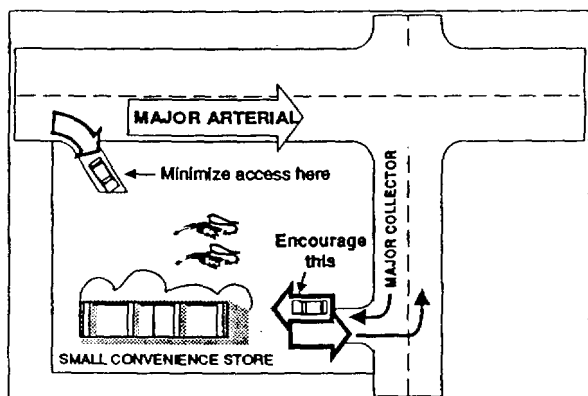 MAJOR ARTERIAL
Minimize access here
Encourage
this
MAJOR COLLECTOR
SMALL CONVENIENCE STORE